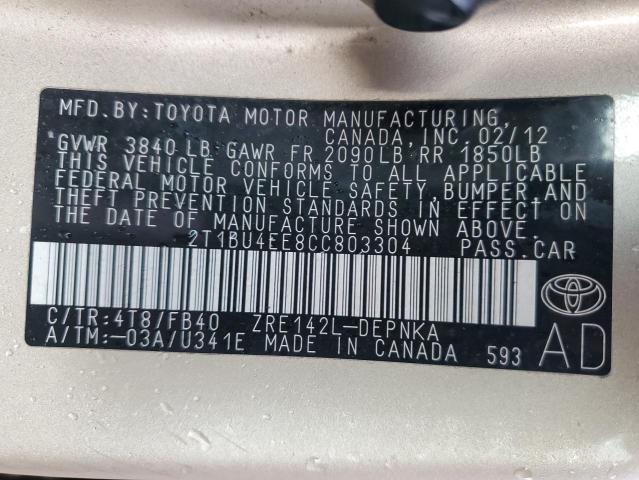 MFD. BY: TOYOTA MOTOR MANUFACTURING,
CANADA, INC. 02/12
GVWR 3840 LB GAWR FR 2090LB RR 1850LB
THIS VEHICLE CONFORMS TO ALL APPLICABLE
FEDERAL MOTOR VEHICLE SAFETY, BUMPER AND
THEFT PREVENTION STANDARDS IN EFFECT ON
THE DATE OF MANUFACTURE SHOWN ABOVE.
2T1BU4EE8CC803304 PASS.CAR
C/TR:4T8/FB40 ZRE142L-DEPNKA
A/TM:-03A/U341E MADE IN CANADA 593
AD